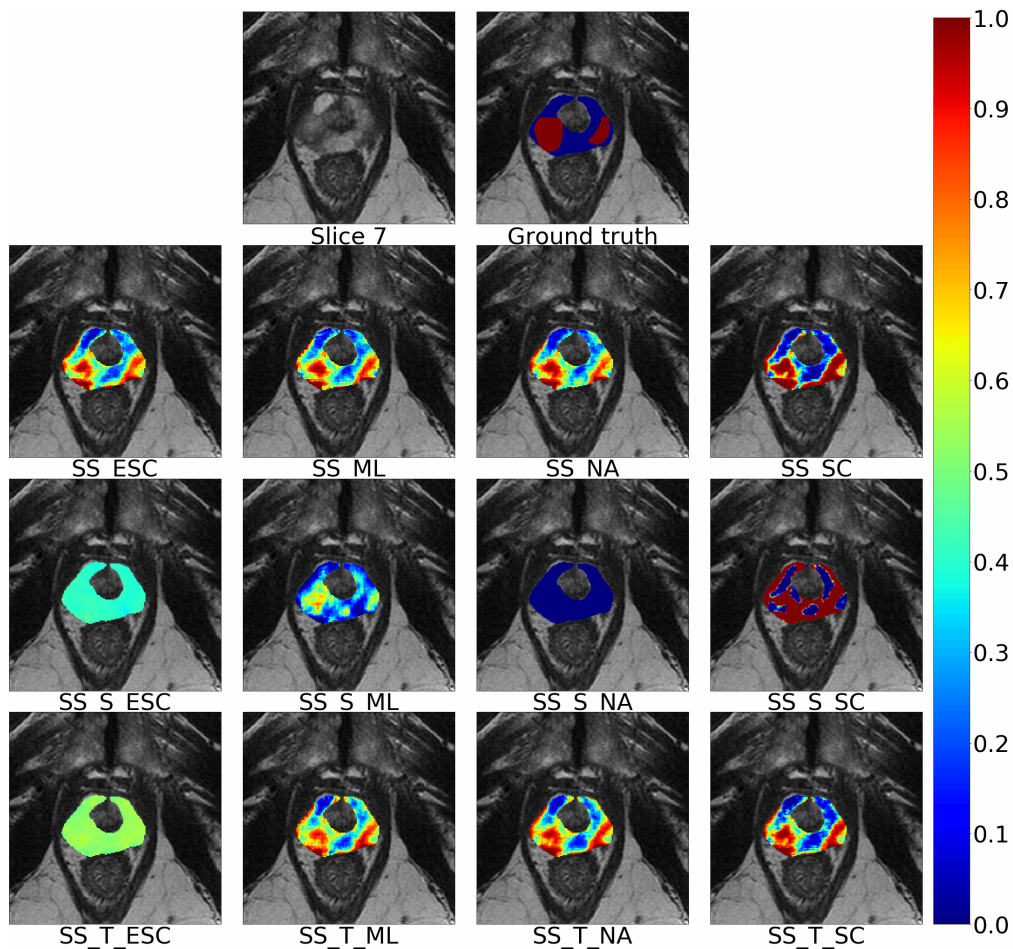 Slice 7
Ground truth
SS_ESC
SS_ML
SS_NA
SS_SC
SS_S_ESC
SS_S_ML
SS_S_NA
SS_S_SC
SS_T_ESC
SS_T_ML
SS_T_NA
SS_T_SC
1.0
0.9
0.8
0.7
0.6
0.5
0.4
0.3
0.2
0.1
0.0